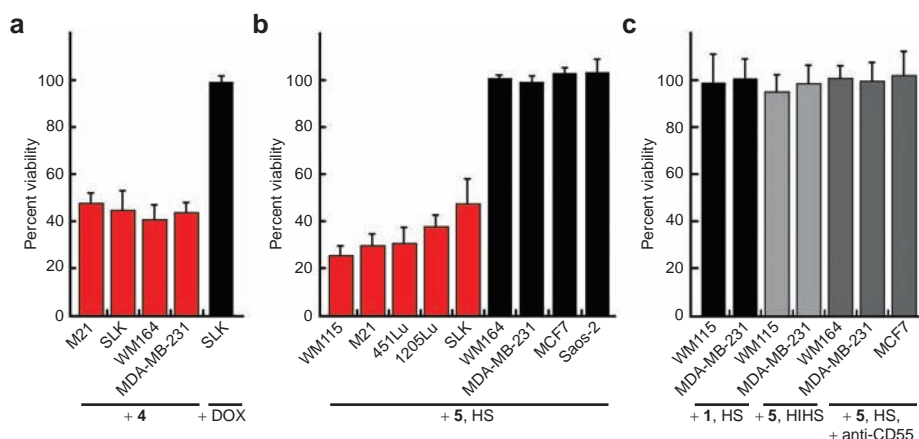 a
Percent viability
100
80
60
40
20
0
M21
SLK
WM164
MDA-MB-231
SLK
+ 4
+ DOX
b
Percent viability
100
80
60
40
20
0
WM115
M21
451Lu
1205Lu
SLK
WM164
MDA-MB-231
MCF7
Saos-2
+ 5, HS
c
Percent viability
100
80
60
40
20
0
WM115
MDA-MB-231
WM115
MDA-MB-231
WM164
MDA-MB-231
MCF7
+ 1, HS
+ 5, HIHS
+ 5, HS,
+ anti-CD55